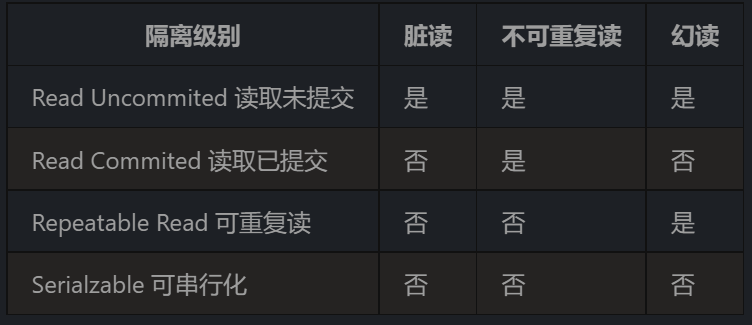 隔离级别 脏读 不可重复读 幻读
Read Uncommited 读取未提交 是 是 是
Read Commited 读取已提交 否 是 否
Repeatable Read 可重复读 否 否 是
Serialzable 可串行化 否 否 否